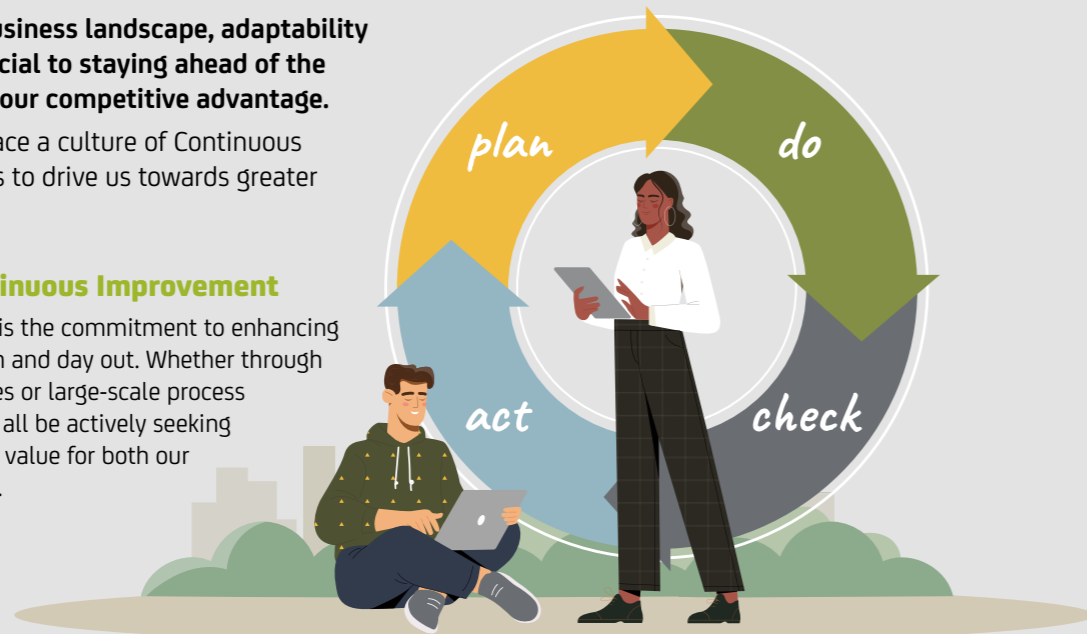 usiness landscape, adaptability
cial to staying ahead of the
our competitive advantage.
ace a culture of Continuous
s to drive us towards greater
inuous Improvement
is the commitment to enhancing
n and day out. Whether through
es or large-scale process
all be actively seeking
value for both our
.
plan
do
act
check